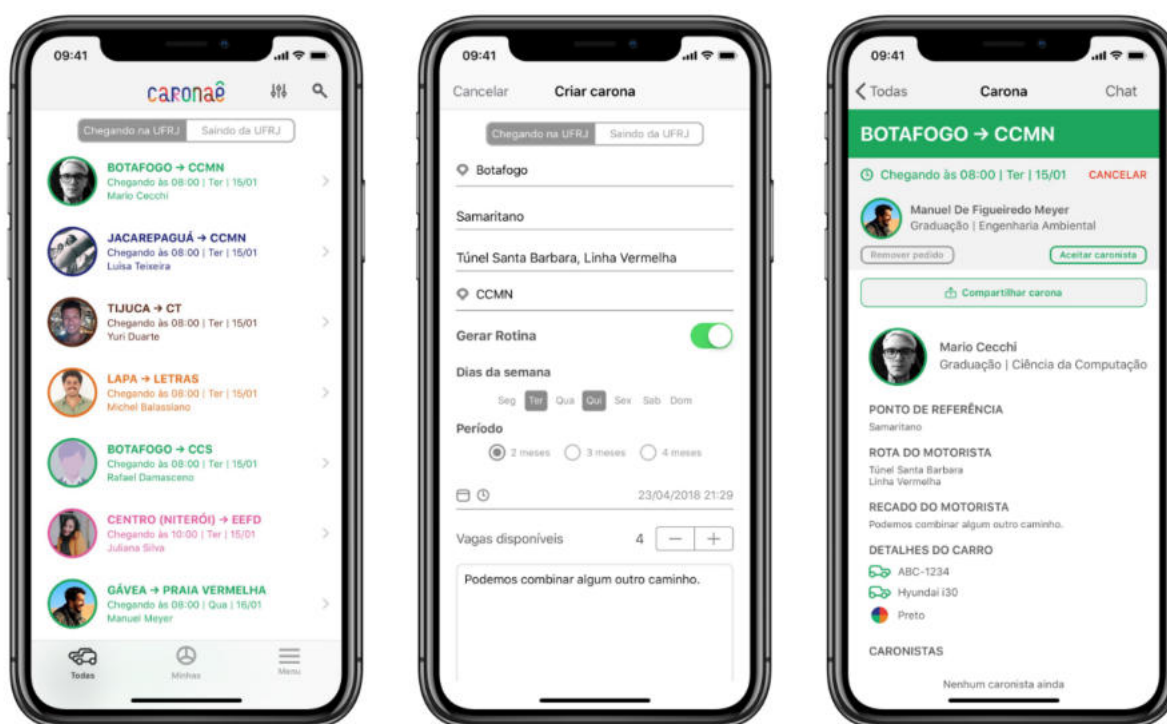 09:41
caronaê
Chegando na UFRJ Saindo da UFRJ
BOTAFOGO → CCMN
Chegando às 08:00 | Ter | 15/01
Mario Cecchi
JACAREPAGUÁ → CCMN
Chegando às 08:00 | Ter | 15/01
Luisa Teixeira
TIJUCA → CT
Chegando às 08:00 | Ter | 15/01
Yuri Duarte
LAPA → LETRAS
Chegando às 08:00 | Ter | 15/01
Michel Balassiano
BOTAFOGO → CCS
Chegando às 08:00 | Ter | 15/01
Rafael Damasceno
CENTRO (NITERÓI) → EEFD
Chegando às 10:00 | Ter | 15/01
Juliana Silva
GÁVEA → PRAIA VERMELHA
Chegando às 08:00 | Qua | 16/01
Manuel Meyer
Todas Minhas Menu
09:41
Cancelar Criar carona
Chegando na UFRJ Saindo da UFRJ
Botafogo
Samaritano
Túnel Santa Barbara, Linha Vermelha
CCMN
Gerar Rotina
Dias da semana
Seg Ter Qua Qui Sex Sab Dom
Período
2 meses 3 meses 4 meses
23/04/2018 21:29
Vagas disponíveis 4 — +
Podemos combinar algum outro caminho.
09:41
Todas Carona Chat
BOTAFOGO → CCMN
Chegando às 08:00 | Ter | 15/01 CANCELAR
Manuel De Figueiredo Meyer
Graduação | Engenharia Ambiental
Remover pedido Aceitar caronista
Compartilhar carona
Mario Cecchi
Graduação | Ciência da Computação
PONTO DE REFERÊNCIA
Samaritano
ROTA DO MOTORISTA
Túnel Santa Barbara
Linha Vermelha
RECADO DO MOTORISTA
Podemos combinar algum outro caminho.
DETALHES DO CARRO
ABC-1234
Hyundai i30
Preto
CARONISTAS
Nenhum caronista ainda